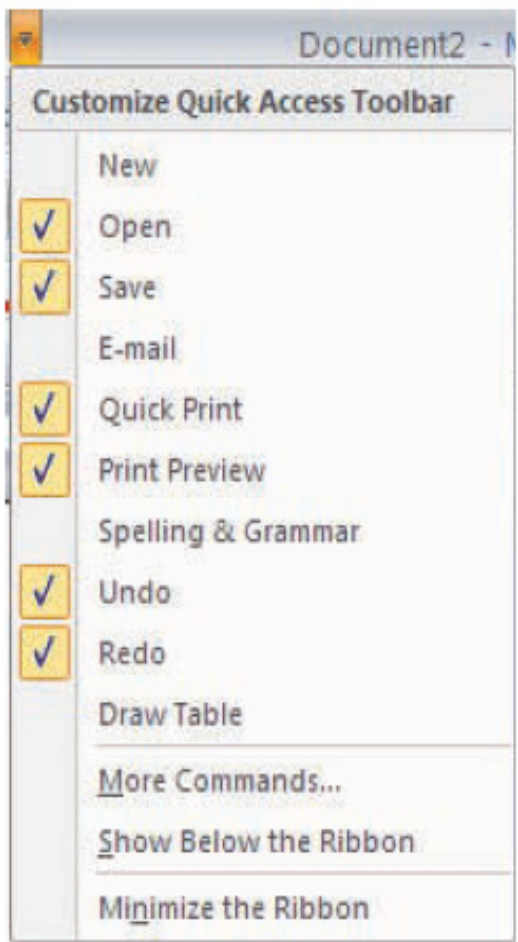 Document2 -
Customize Quick Access Toolbar
New
Open
Save
E-mail
Quick Print
Print Preview
Spelling & Grammar
Undo
Redo
Draw Table
More Commands...
Show Below the Ribbon
Minimize the Ribbon